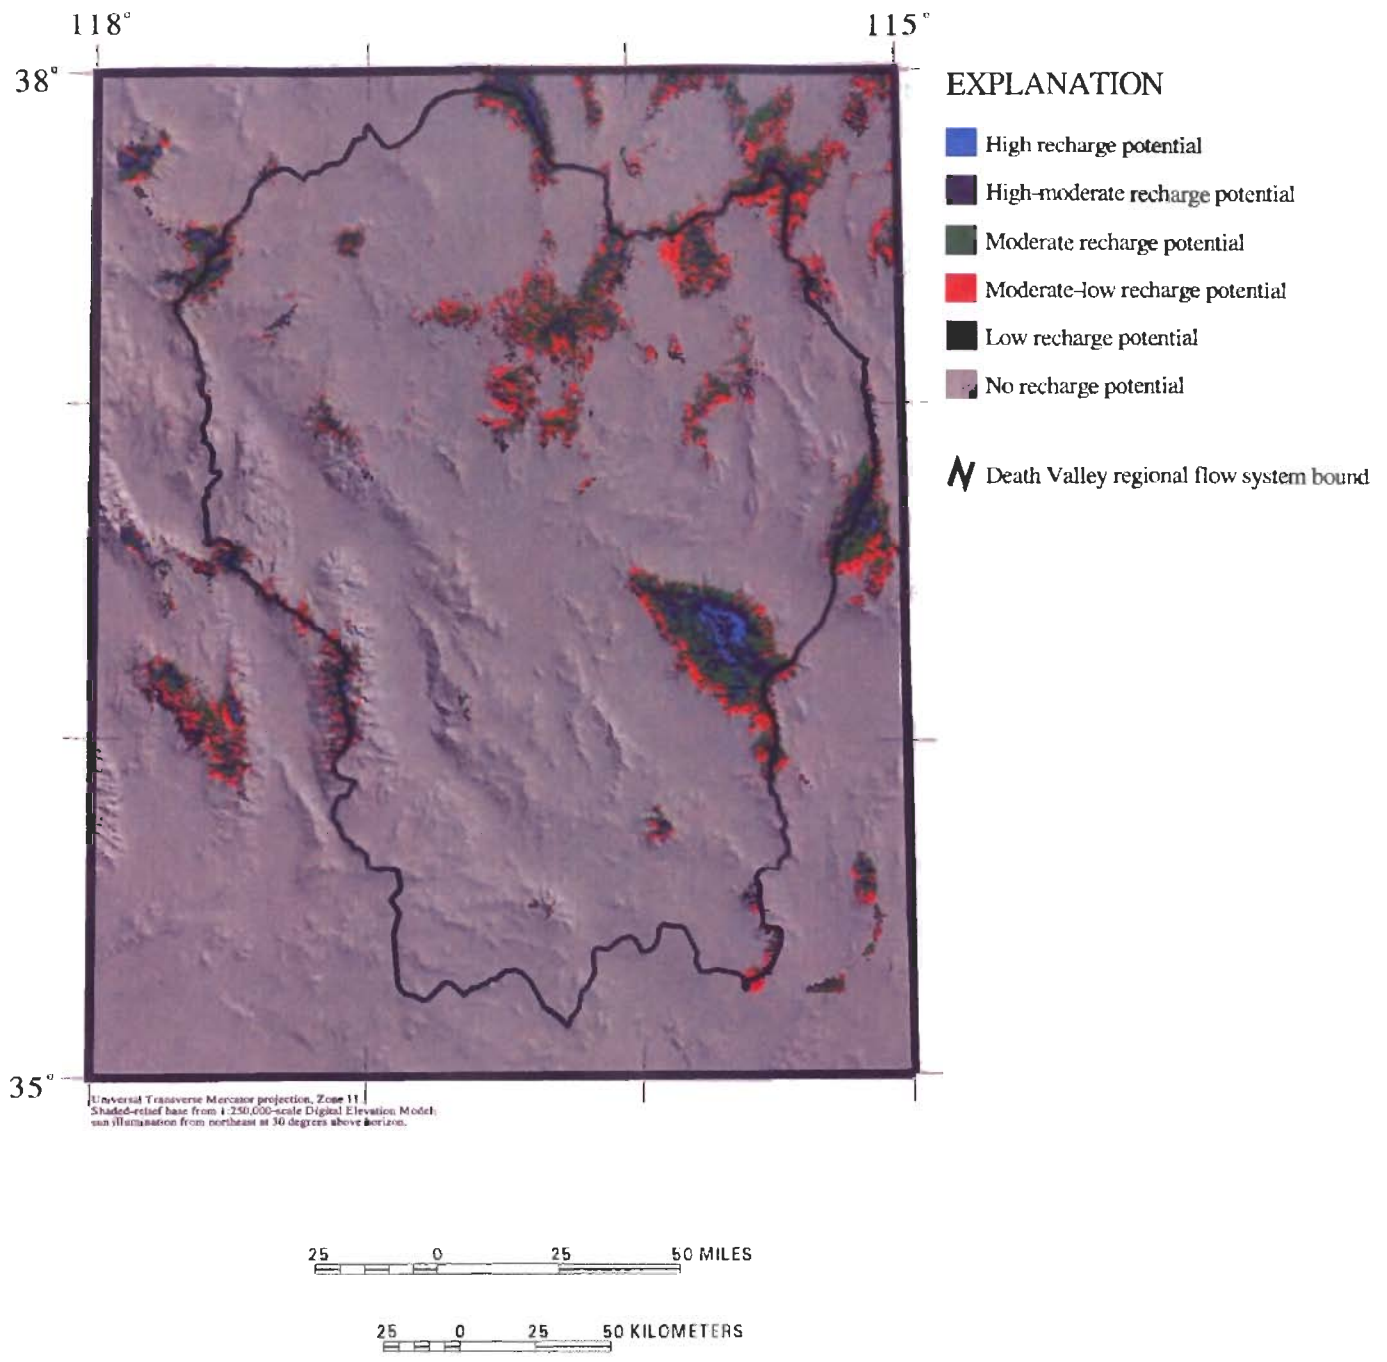 118°
115°
38°
EXPLANATION
High recharge potential
High-moderate recharge potential
Moderate recharge potential
Moderate-low recharge potential
Low recharge potential
No recharge potential
Death Valley regional flow system bound
35°
Universal Transverse Mercator projection, Zone 11
Shaded-relief base from 1:250,000-scale Digital Elevation Model;
sun illumination from northeast at 30 degrees above horizon.
25 0 25 50 MILES
25 0 25 50 KILOMETERS